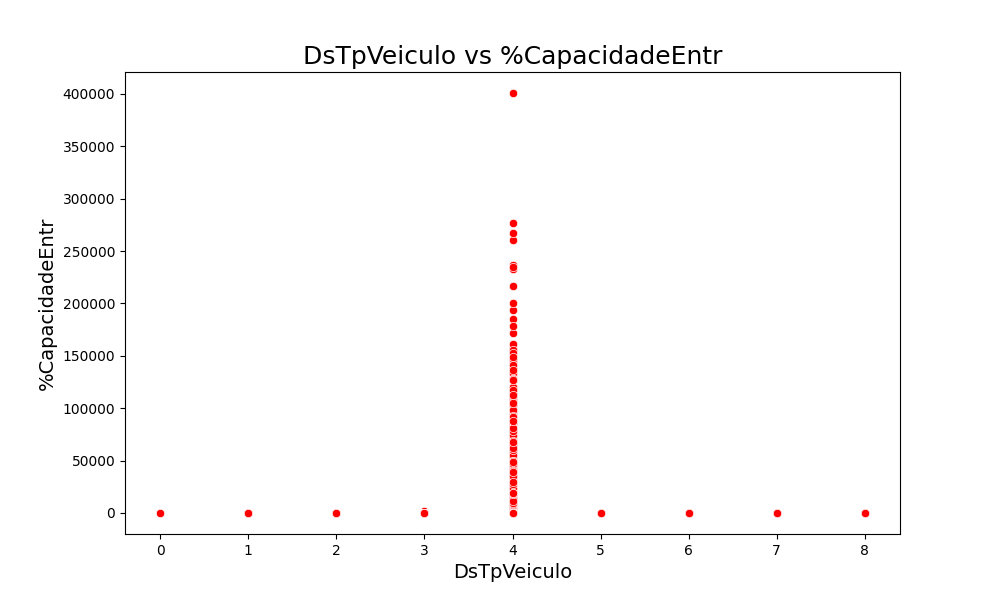 DsTpVeiculo vs %CapacidadeEntr
400000
350000
300000
250000
200000
150000
100000
50000
0
%CapacidadeEntr
0 1 2 3 4 5 6 7 8
DsTpVeiculo